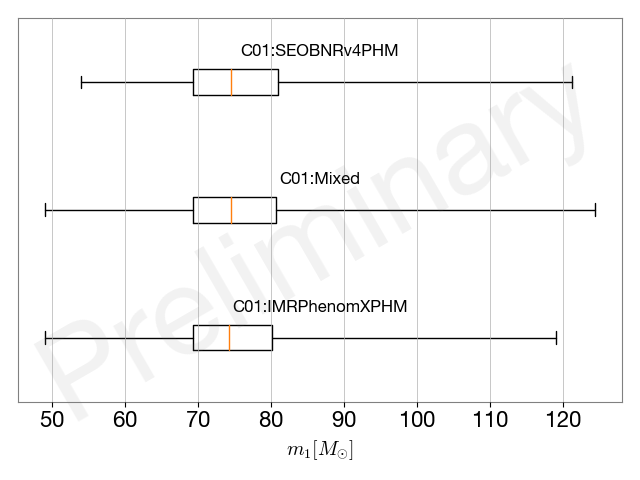 C01:SEOBNRv4PHM
C01:Mixed
C01:IMRPhenomXPHM
Preliminary
50 60 70 80 90 100 110 120
m₁[M☉]